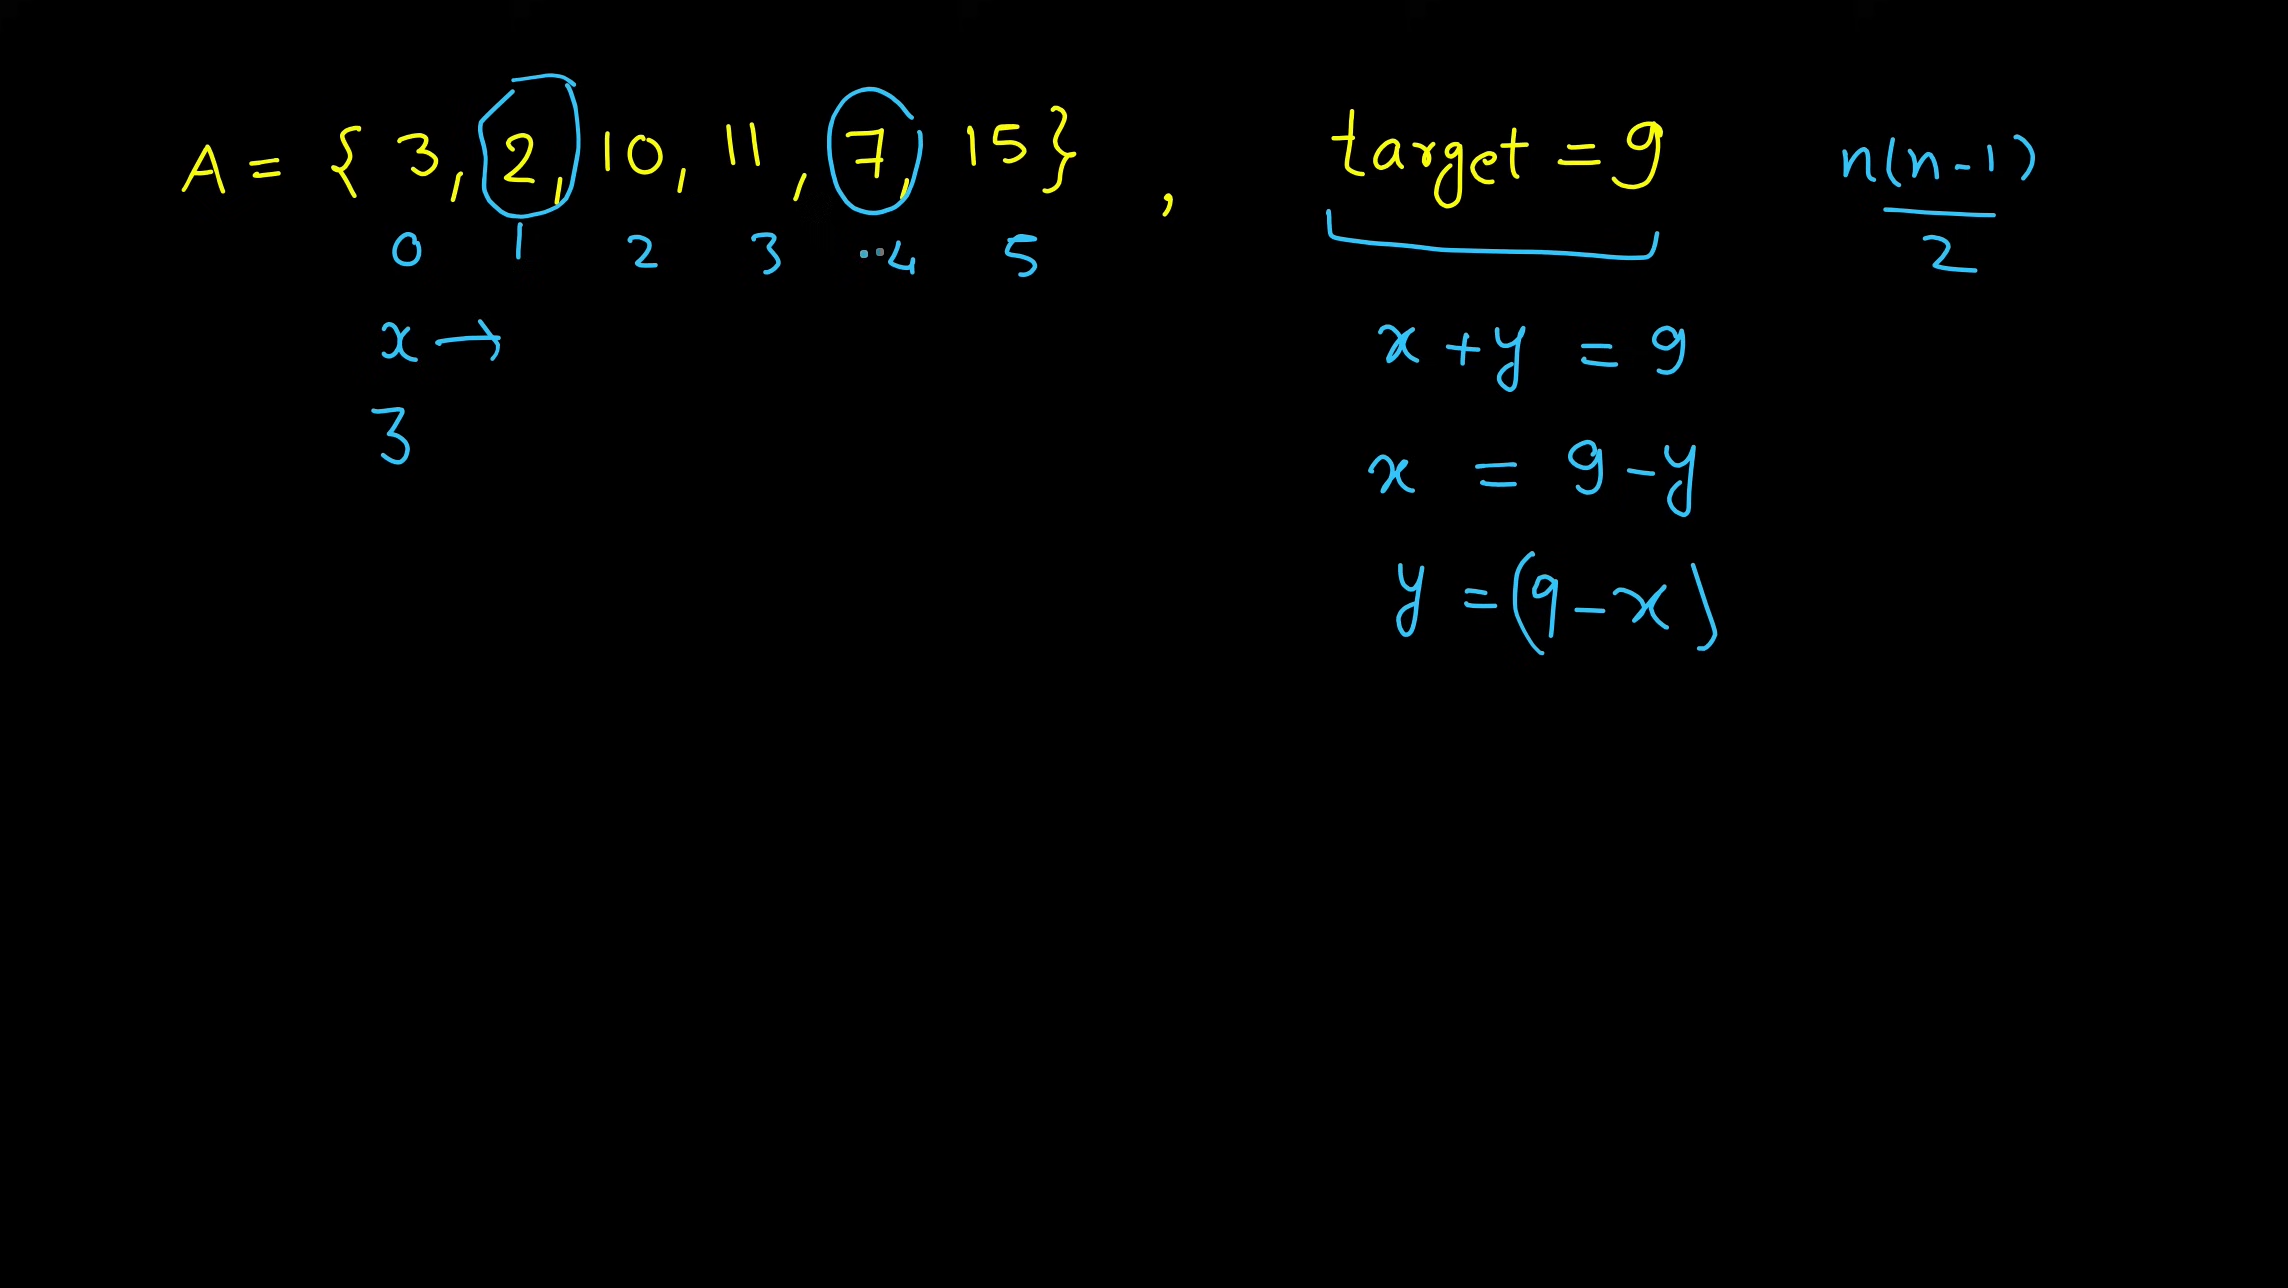 A = { 3, 2, 10, 11, 7, 15 } , target = 9 n(n-1)/2
0 1 2 3 4 5
x → x + y = 9
3
x = 9 - y
y = (9 - x)